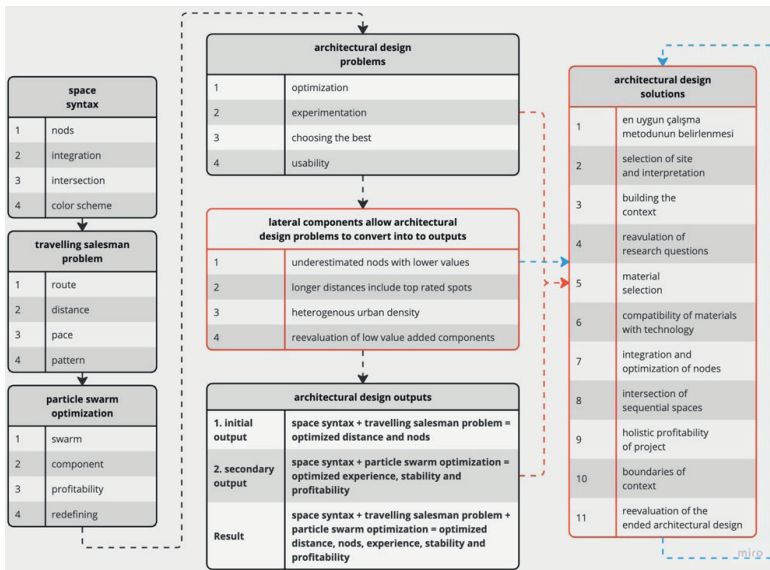 space
syntax
1 nods
2 integration
3 intersection
4 color scheme
travelling salesman
problem
1 route
2 distance
3 pace
4 pattern
particle swarm
optimization
1 swarm
2 component
3 profitability
4 redefining
architectural design
problems
1 optimization
2 experimentation
3 choosing the best
4 usability
lateral components allow architectural
design problems to convert into to outputs
1 underestimated nods with lower values
2 longer distances include top rated spots
3 heterogenous urban density
4 reevaluation of low value added components
architectural design outputs
1. initial
output
space syntax + travelling salesman problem =
optimized distance and nods
2. secondary
output
space syntax + particle swarm optimization =
optimized experience, stability and
profitability
Result
space syntax + travelling salesman problem +
particle swarm optimization = optimized
distance, nods, experience, stability and
profitability
architectural design
solutions
1 en uygun çalışma
metodunun belirlenmesi
2 selection of site
and interpretation
3 building the
context
4 reavulation of
research questions
5 material
selection
6 compatibility of materials
with technology
7 integration and
optimization of nodes
8 intersection of
sequential spaces
9 holistic profitability
of project
10 boundaries of
context
11 reevaluation of the
ended architectural design
miro